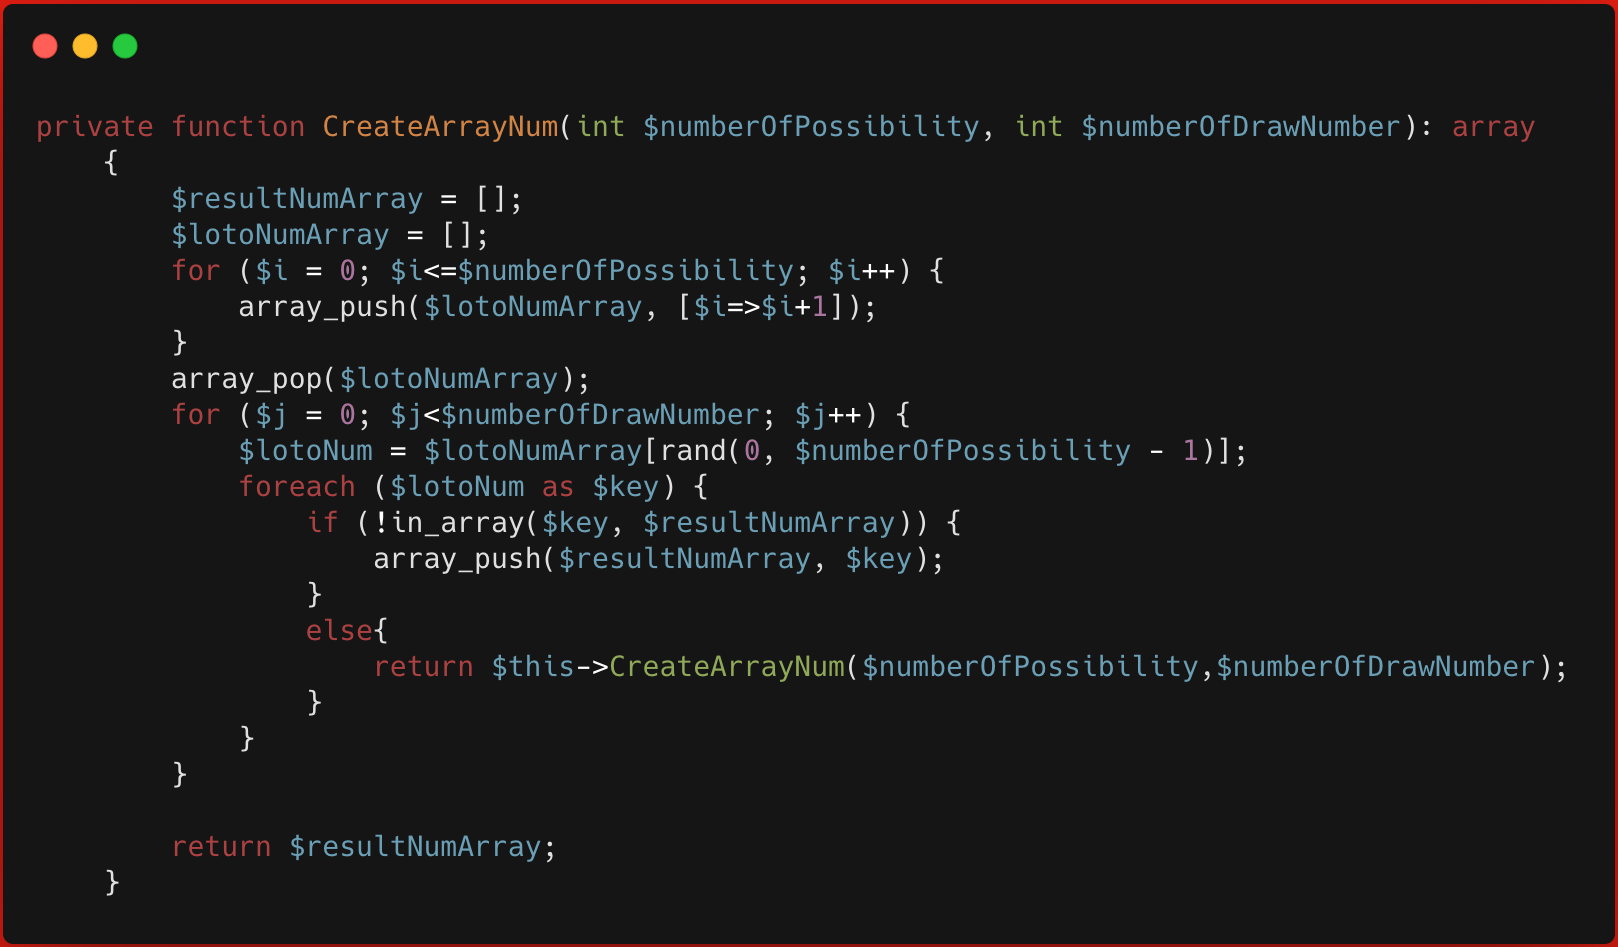 private function CreateArrayNum(int $numberOfPossibility, int $numberOfDrawNumber): array
    {
        $resultNumArray = [];
        $lotoNumArray = [];
        for ($i = 0; $i<=$numberOfPossibility; $i++) {
            array_push($lotoNumArray, [$i=>$i+1]);
        }
        array_pop($lotoNumArray);
        for ($j = 0; $j<$numberOfDrawNumber; $j++) {
            $lotoNum = $lotoNumArray[rand(0, $numberOfPossibility - 1)];
            foreach ($lotoNum as $key) {
                if (!in_array($key, $resultNumArray)) {
                    array_push($resultNumArray, $key);
                }
                else{
                    return $this->CreateArrayNum($numberOfPossibility,$numberOfDrawNumber);
                }
            }
        }

        return $resultNumArray;
    }